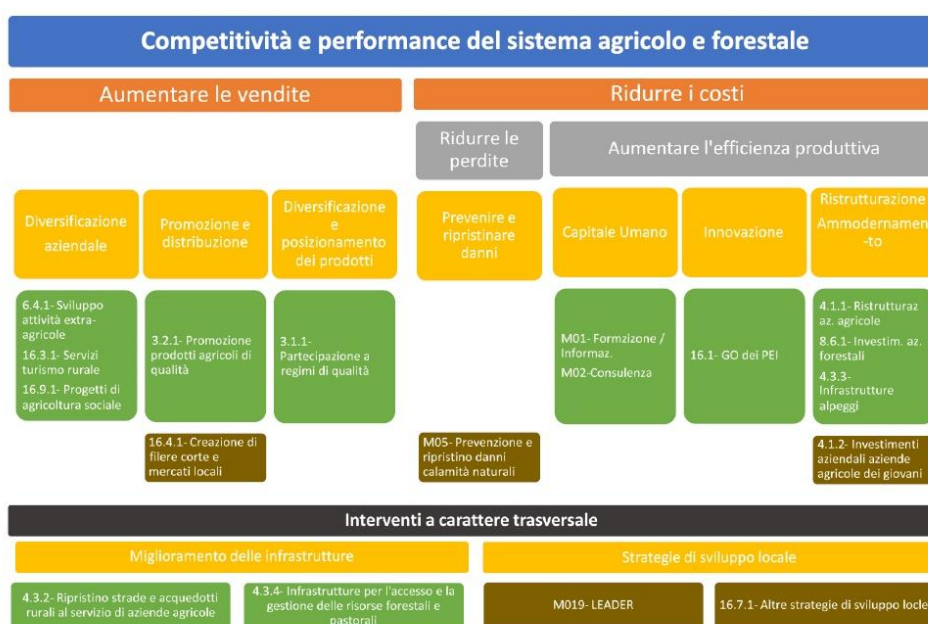 Competitività e performance del sistema agricolo e forestale
Aumentare le vendite
Ridurre i costi
Ridurre le
perdite
Aumentare l'efficienza produttiva
Diversificazione
aziendale
Promozione e
distribuzione
Diversificazione
e
posizionamento
dei prodotti
Prevenire e
ripristinare
danni
Capitale Umano
Innovazione
Ristrutturazione
Ammodernamen
-to
6.4.1- Sviluppo
attività extra-
agricole
16.3.1- Servizi
turismo rurale
16.9.1- Progetti di
agricoltura sociale
3.2.1- Promozione
prodotti agricoli di
qualità
3.1.1-
Partecipazione a
regimi di qualità
M01- Formzione /
Informaz.
M02-Consulenza
16.1- GO dei PEI
4.1.1- Ristrutturaz
az. agricole
8.6.1- Investim. az.
forestali
4.3.3-
Infrastrutture
alpeggi
16.4.1- Creazione di
filere corte e
mercati locali
M05- Prevenzione e
ripristino danni
calamità naturali
4.1.2- Investimenti
aziendali aziende
agricole dei giovani
Interventi a carattere trasversale
Miglioramento delle infrastrutture
Strategie di sviluppo locale
4.3.2- Ripristino strade e acquedotti
rurali al servizio di aziende agricole
4.3.4- Infrastrutture per l'accesso e la
gestione delle risorse forestali e
pastorali
M019- LEADER
16.7.1- Altre strategie di sviluppo locle